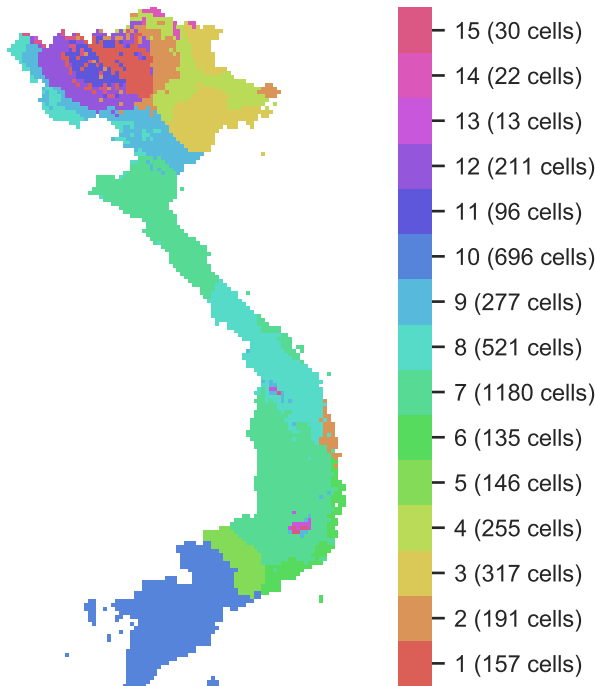 15 (30 cells)
14 (22 cells)
13 (13 cells)
12 (211 cells)
11 (96 cells)
10 (696 cells)
9 (277 cells)
8 (521 cells)
7 (1180 cells)
6 (135 cells)
5 (146 cells)
4 (255 cells)
3 (317 cells)
2 (191 cells)
1 (157 cells)